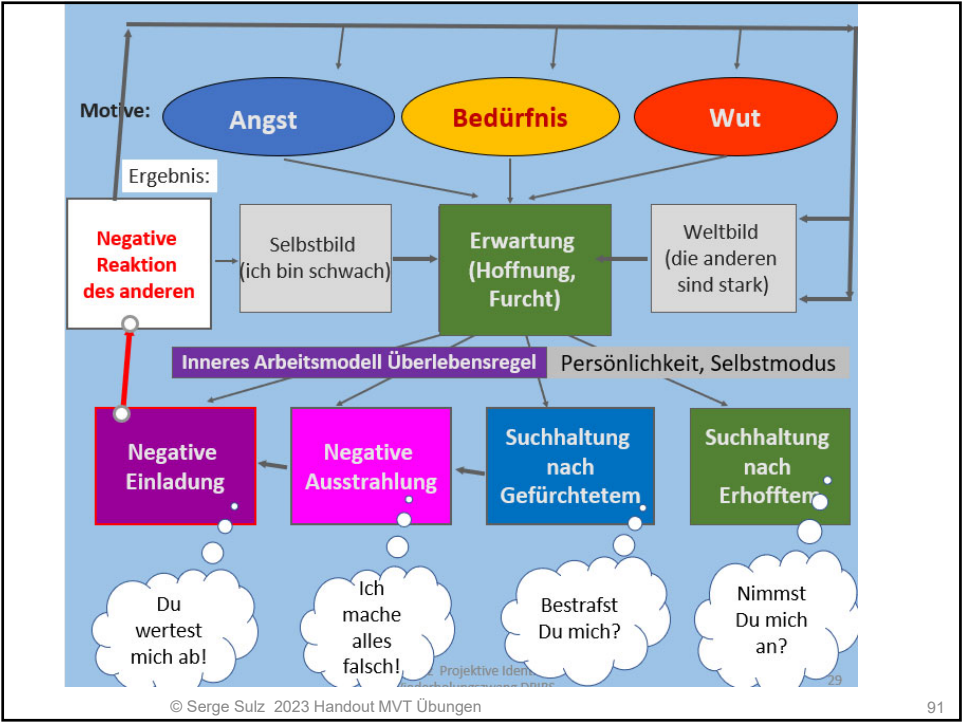 Motive:
Angst
Bedürfnis
Wut
Ergebnis:
Negative
Reaktion
des anderen
Selbstbild
(ich bin schwach)
Erwartung
(Hoffnung,
Furcht)
Weltbild
(die anderen
sind stark)
Inneres Arbeitsmodell Überlebensregel
Persönlichkeit, Selbstmodus
Negative
Einladung
Negative
Ausstrahlung
Suchhaltung
nach
Gefürchtetem
Suchhaltung
nach
Erhofftem
Du
wertest
mich ab!
Ich
mache
alles
falsch!
Bestrafst
Du mich?
Nimmst
Du mich
an?
Projektive
29
© Serge Sulz 2023 Handout MVT Übungen
91